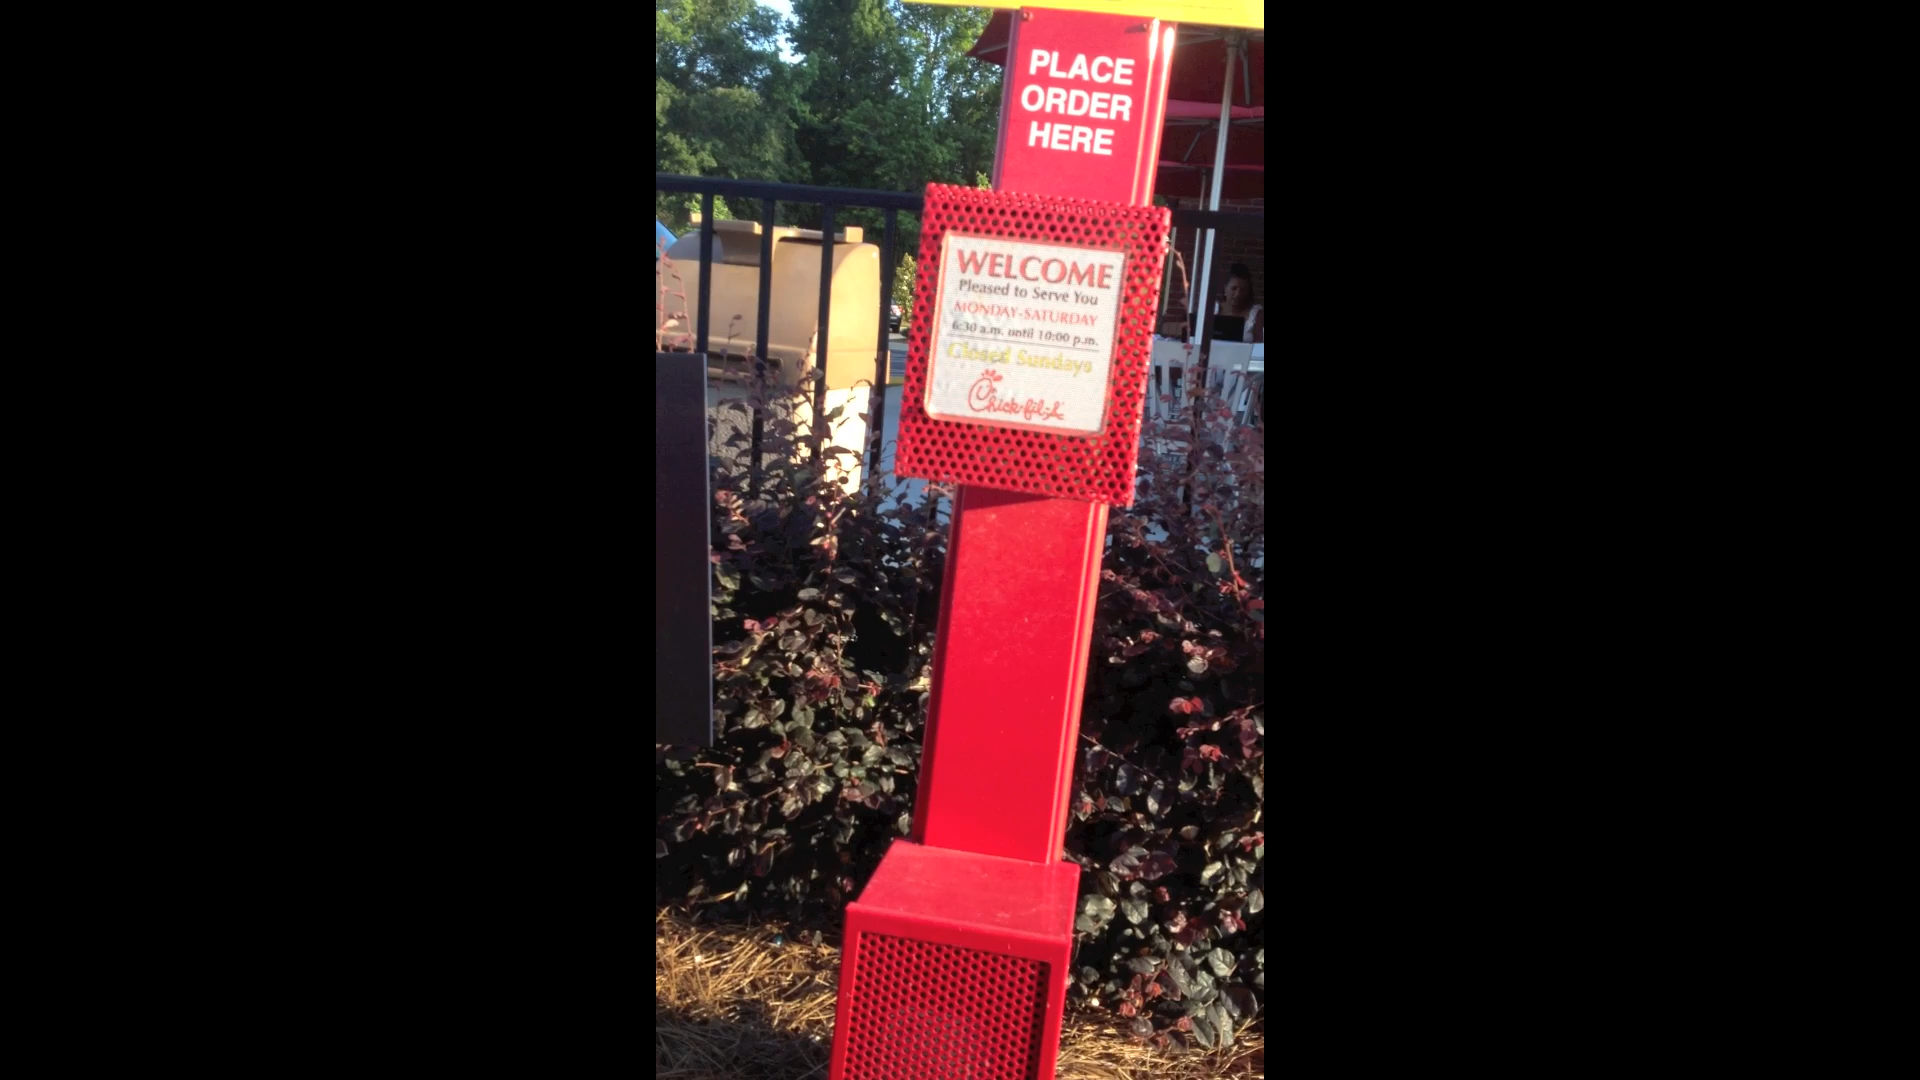 PLACE
ORDER
HERE
WELCOME
Pleased to Serve You
MONDAY-SATURDAY
6:30 a.m. until 10:00 p.m.
Closed Sundays
Chick-fil-A